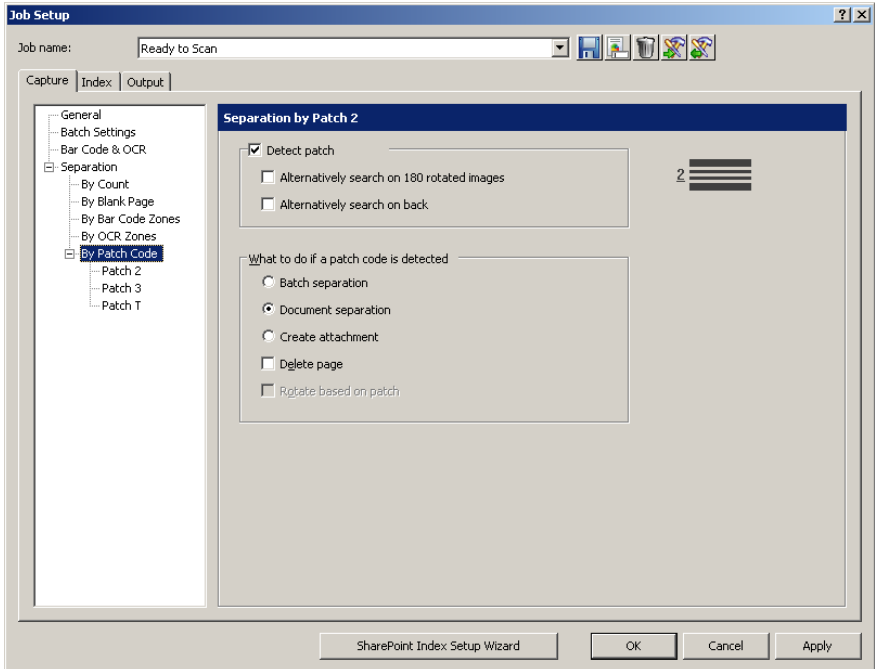 Job Setup
Job name: Ready to Scan
Capture Index Output
General
Batch Settings
Bar Code & OCR
Separation
By Count
By Blank Page
By Bar Code Zones
By OCR Zones
By Patch Code
Patch 2
Patch 3
Patch T
Separation by Patch 2
Detect patch
Alternatively search on 180 rotated images
Alternatively search on back
2
What to do if a patch code is detected
Batch separation
Document separation
Create attachment
Delete page
Rotate based on patch
SharePoint Index Setup Wizard OK Cancel Apply